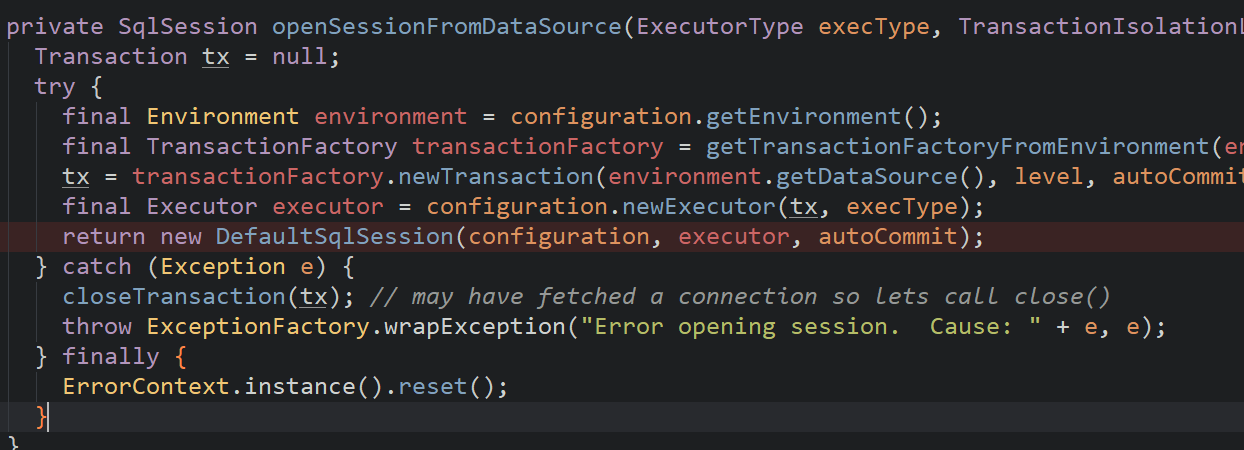 private SqlSession openSessionFromDataSource(ExecutorType execType,
Transaction tx = null;
try {
final Environment environment = configuration.getEnvironment();
final TransactionFactory transactionFactory = getTransactionFactoryFromEnvironment(
tx = transactionFactory.newTransaction(environment.getDataSource(), level, autoCommit
final Executor executor = configuration.newExecutor(tx, execType);
return new DefaultSqlSession(configuration, executor, autoCommit);
} catch (Exception e) {
closeTransaction(tx); // may have fetched a connection so lets call close()
throw ExceptionFactory.wrapException("Error opening session.  Cause: " + e, e);
} finally {
ErrorContext.instance().reset();
}
}